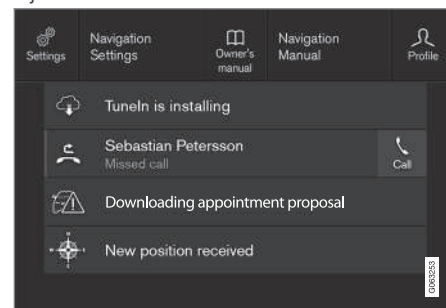 Settings
Navigation
Settings
Owner's
manual
Navigation
Manual
Profile
TuneIn is installing
Sebastian Petersson
Missed call
Call
Downloading appointment proposal
New position received
G063253